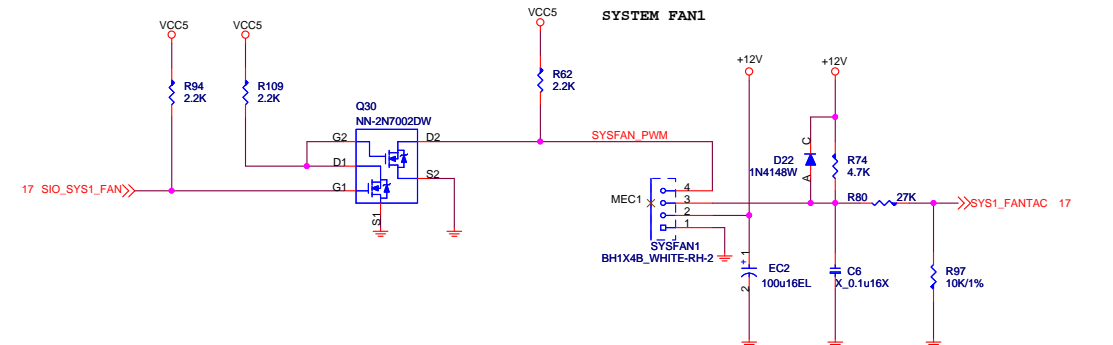 SYSTEM FAN1
VCC5
VCC5
VCC5
+12V
+12V
R94
2.2K
R109
2.2K
R62
2.2K
Q30
NN-2N7002DW
G2
D2
D1
S2
G1
S1
SYSFAN_PWM
17 SIO_SYS1_FAN
C
D22
1N4148W
A
R74
4.7K
MEC1
4
3
2
1
R80
27K
SYS1_FANTAC 17
SYSFAN1
BH1X4B_WHITE-RH-2
+
1
EC2
100u16EL
2
C6
X_0.1u16X
R97
10K/1%